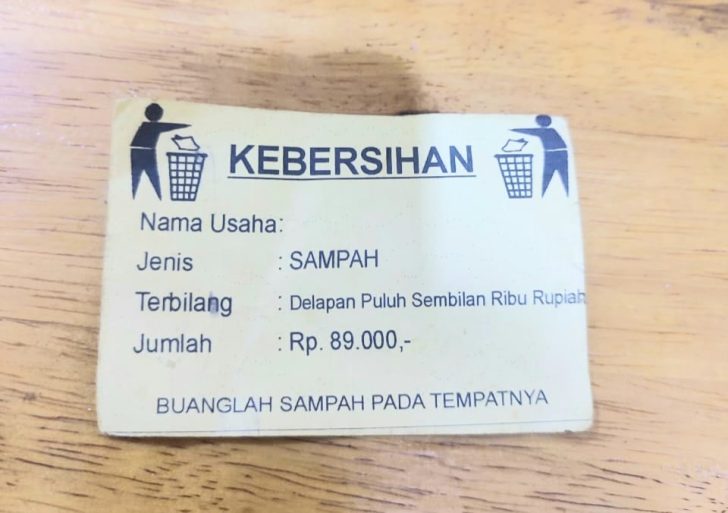 KEBERSIHAN
Nama Usaha:
Jenis : SAMPAH
Terbilang : Delapan Puluh Sembilan Ribu Rupiah
Jumlah : Rp. 89.000,-
BUANGLAH SAMPAH PADA TEMPATNYA